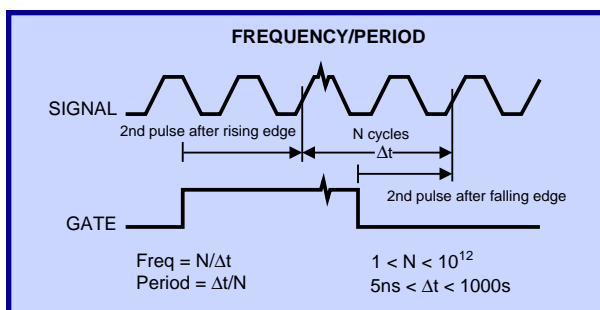 FREQUENCY/PERIOD
SIGNAL
2nd pulse after rising edge
N cycles
Δt
2nd pulse after falling edge
GATE
Freq = N/Δt
Period = Δt/N
1 < N < 10¹²
5ns < Δt < 1000s